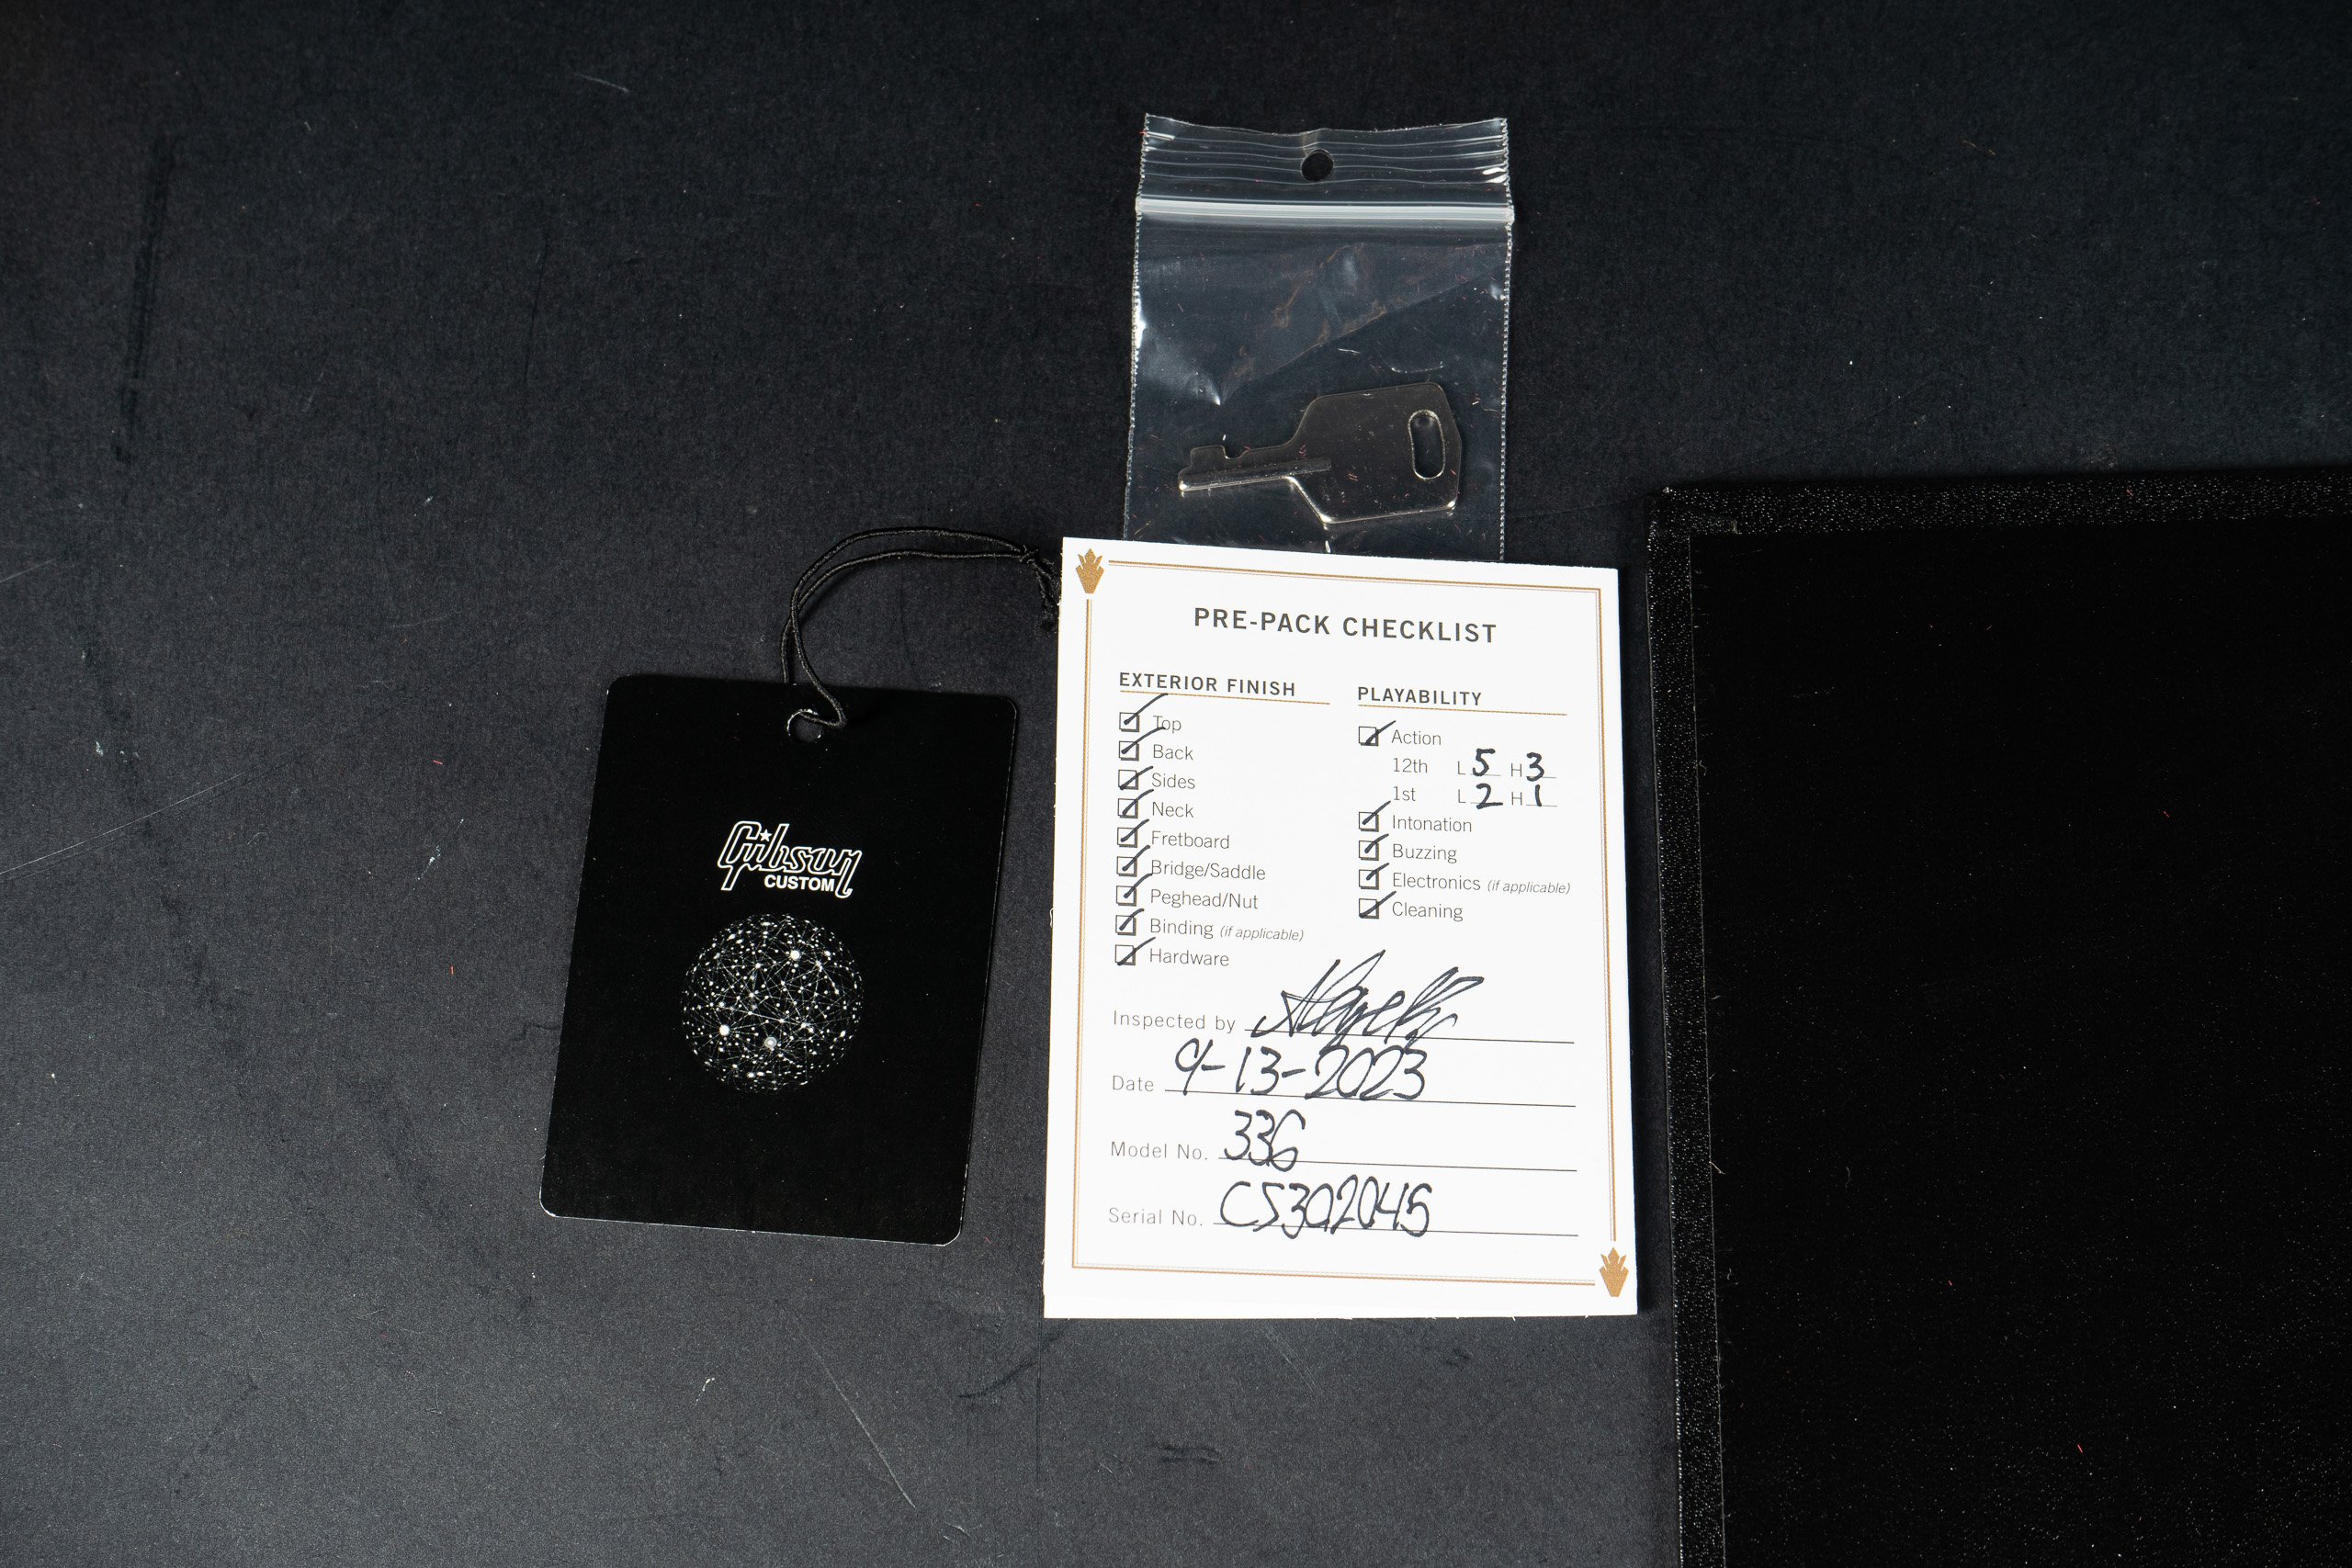 Gibson
CUSTOM
PRE-PACK CHECKLIST
EXTERIOR FINISH
Top
Back
Sides
Neck
Fretboard
Bridge/Saddle
Peghead/Nut
Binding (if applicable)
Hardware
PLAYABILITY
Action
12th L 5 H 3
1st L 2 H 1
Intonation
Buzzing
Electronics (if applicable)
Cleaning
Inspected by
Date 9-13-2023
Model No. 336
Serial No. CS302045